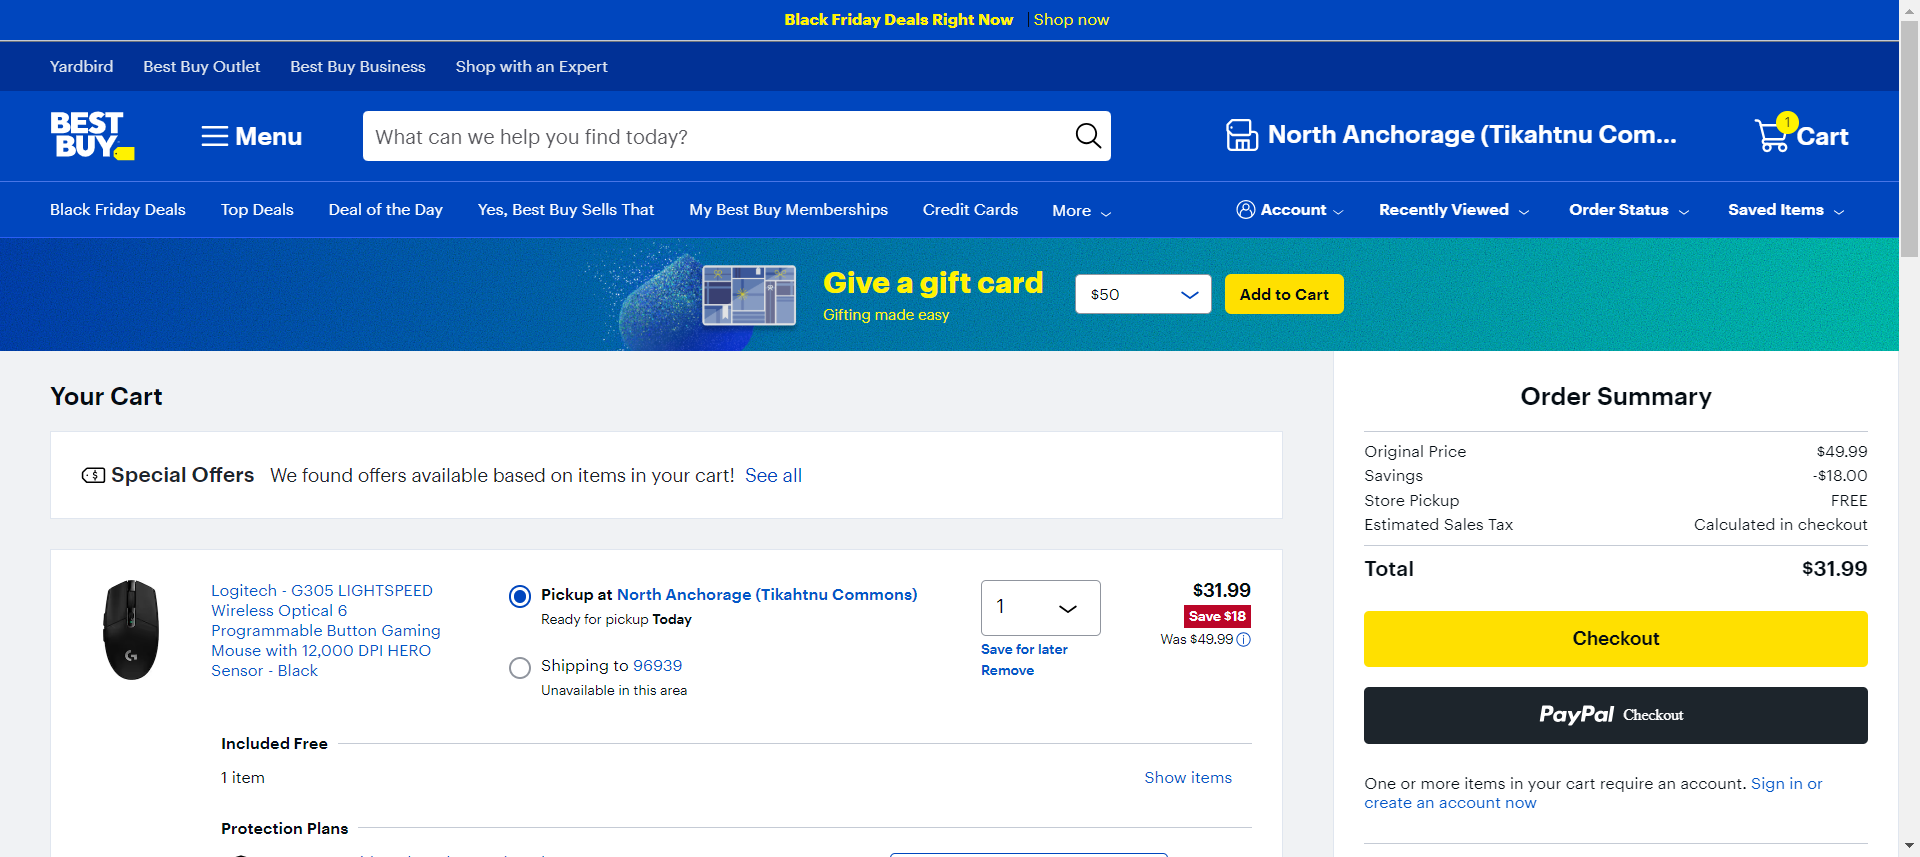 Black Friday Deals Right Now | Shop now
Yardbird Best Buy Outlet Best Buy Business Shop with an Expert
BEST BUY
Menu
What can we help you find today?
North Anchorage (Tikahtnu Com...
1
Cart
Black Friday Deals Top Deals Deal of the Day Yes, Best Buy Sells That My Best Buy Memberships Credit Cards More
Account Recently Viewed Order Status Saved Items
Give a gift card
Gifting made easy
$50
Add to Cart
Your Cart
Special Offers We found offers available based on items in your cart! See all
Logitech - G305 LIGHTSPEED
Wireless Optical 6
Programmable Button Gaming
Mouse with 12,000 DPI HERO
Sensor - Black
Pickup at North Anchorage (Tikahtnu Commons)
Ready for pickup Today
Shipping to 96939
Unavailable in this area
1
Save for later
Remove
$31.99
Save $18
Was $49.99
Included Free
1 item
Show items
Protection Plans
Order Summary
Original Price $49.99
Savings -$18.00
Store Pickup FREE
Estimated Sales Tax Calculated in checkout
Total $31.99
Checkout
PayPal Checkout
One or more items in your cart require an account. Sign in or
create an account now